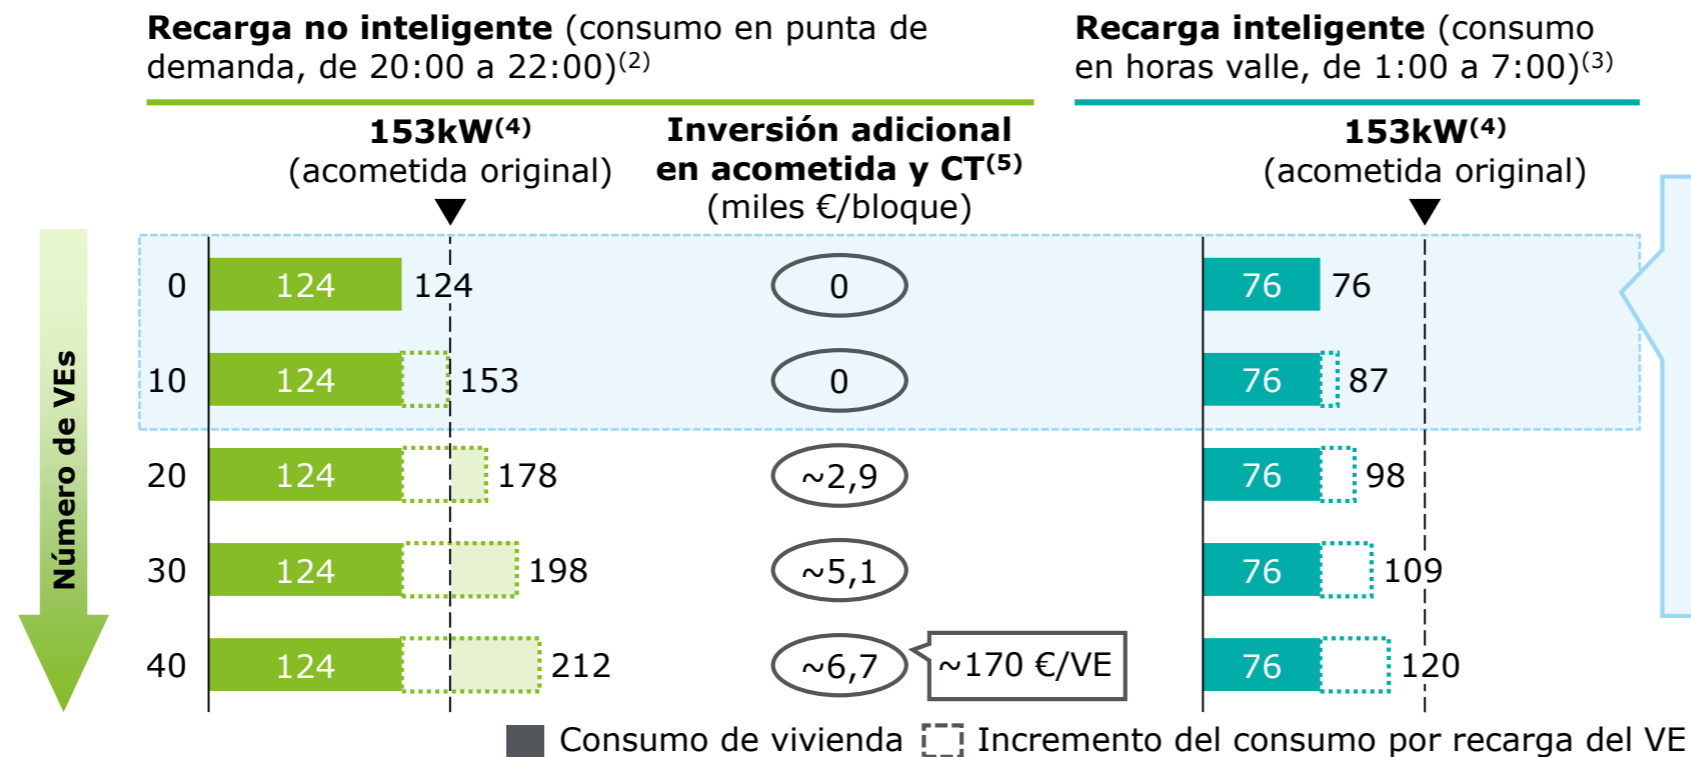 Recarga no inteligente (consumo en punta de
demanda, de 20:00 a 22:00)(2)
Recarga inteligente (consumo
en horas valle, de 1:00 a 7:00)(3)
153kW(4)
(acometida original)
Inversión adicional
en acometida y CT(5)
(miles €/bloque)
153kW(4)
(acometida original)
Número de VEs
0 124 124 0 76 76
10 124 153 0 76 87
20 124 178 ~2,9 76 98
30 124 198 ~5,1 76 109
40 124 212 ~6,7 ~170 €/VE 76 120
Consumo de vivienda Incremento del consumo por recarga del VE